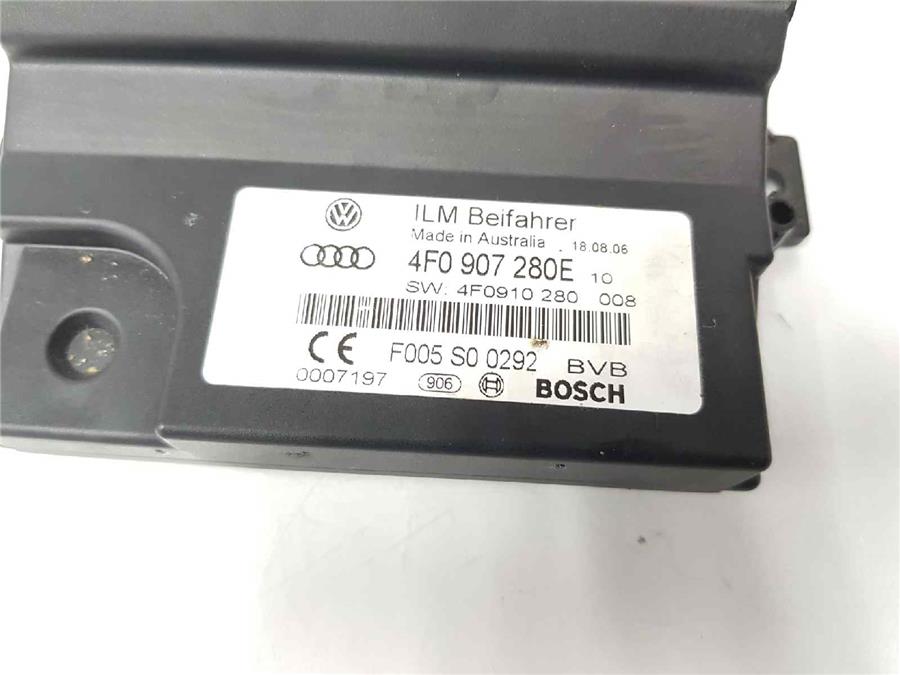 ILM Beifahrer
Made in Australia . 18.08.06
4F0 907 280E 10
SW: 4F0910 280 008
CE F005 S0 0292 BVB
0007197 906 BOSCH